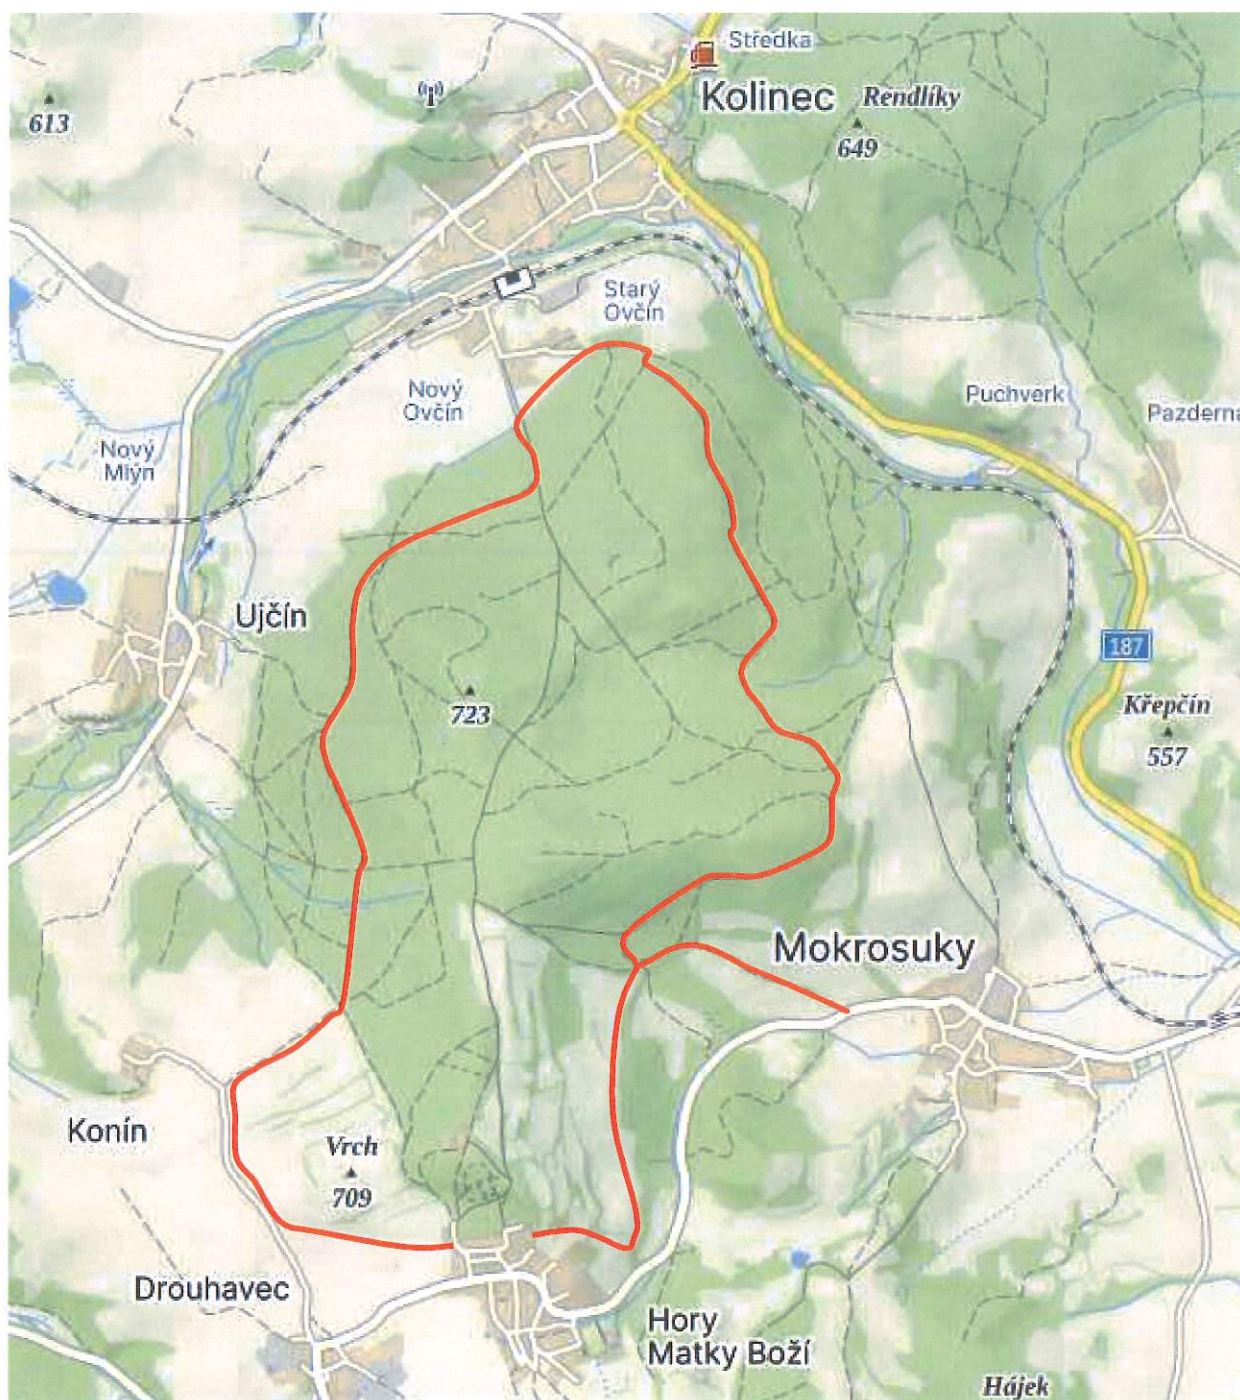 Středka
Kolinec
Rendlíky
649
613
Starý
Ovčín
Nový
Ovčín
Puchverk
Pazderna
Nový
Mlýn
Ujčín
187
723
Křepčín
557
Mokrosuky
Konín
Vrch
709
Drouhavec
Hory
Matky Boží
Hájek